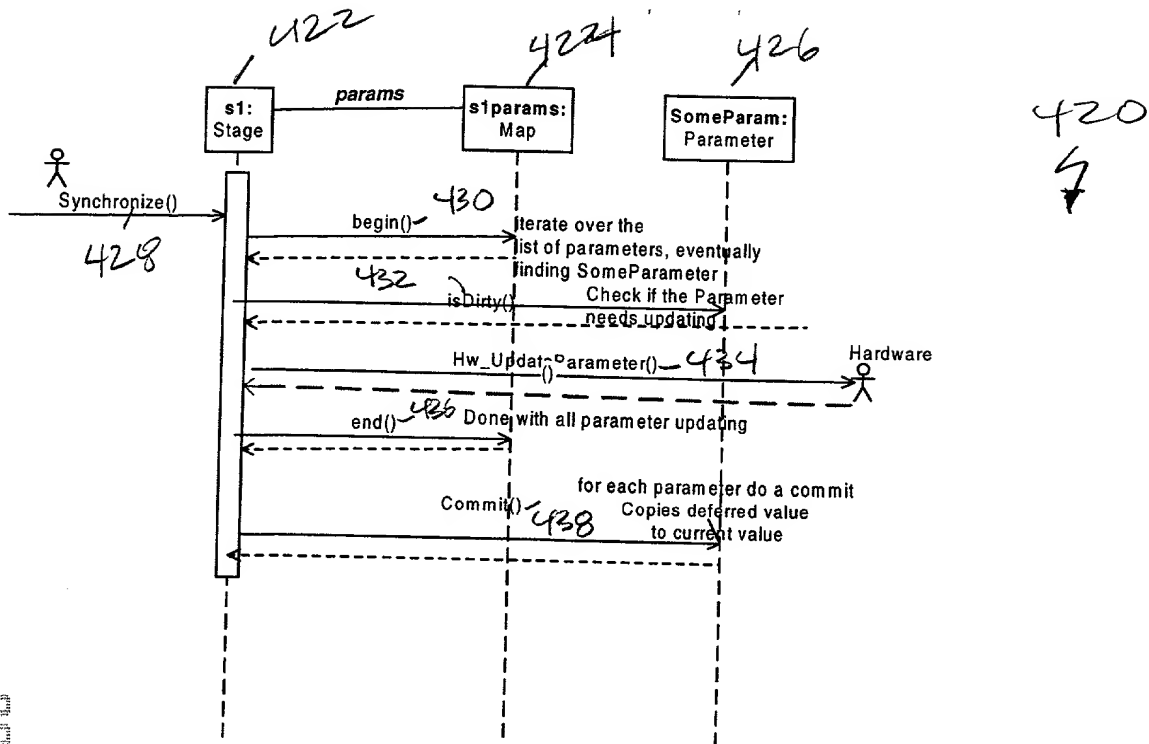 422
4224
426
420
s1:
Stage
params
s1params:
Map
SomeParam:
Parameter
Synchronize()
428
begin()
430
Iterate over the
list of parameters, eventually
finding SomeParameter
432
isDirty()
Check if the Parameter
needs updating
Hw_UpdateParameter()
()
434
Hardware
end()
436
Done with all parameter updating
Commit()
438
for each parameter do a commit
Copies deferred value
to current value